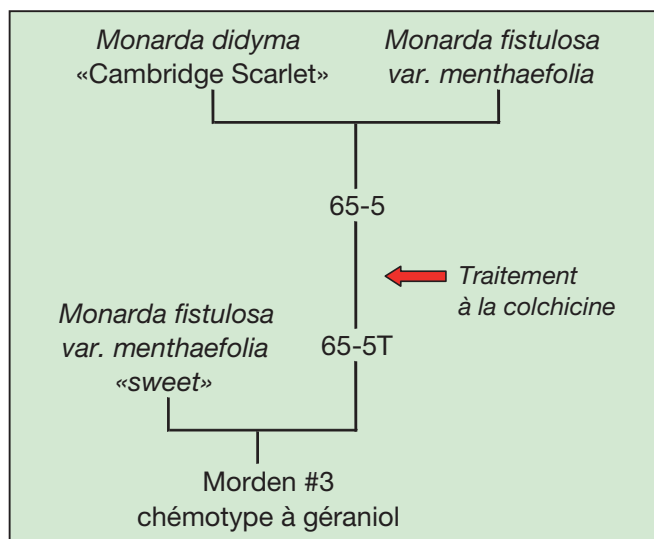 Monarda didyma
«Cambridge Scarlet»
Monarda fistulosa
var. menthaefolia
65-5
Traitement
à la colchicine
Monarda fistulosa
var. menthaefolia
«sweet»
65-5T
Morden #3
chémotype à géraniol